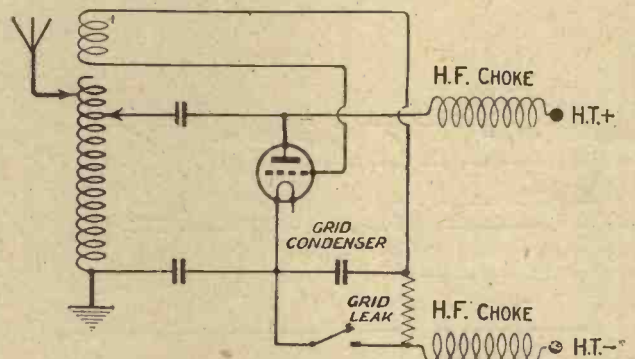 H.F. CHOKE
H.T.+
GRID
CONDENSER
GRID
LEAK
H.F. CHOKE
H.T.-